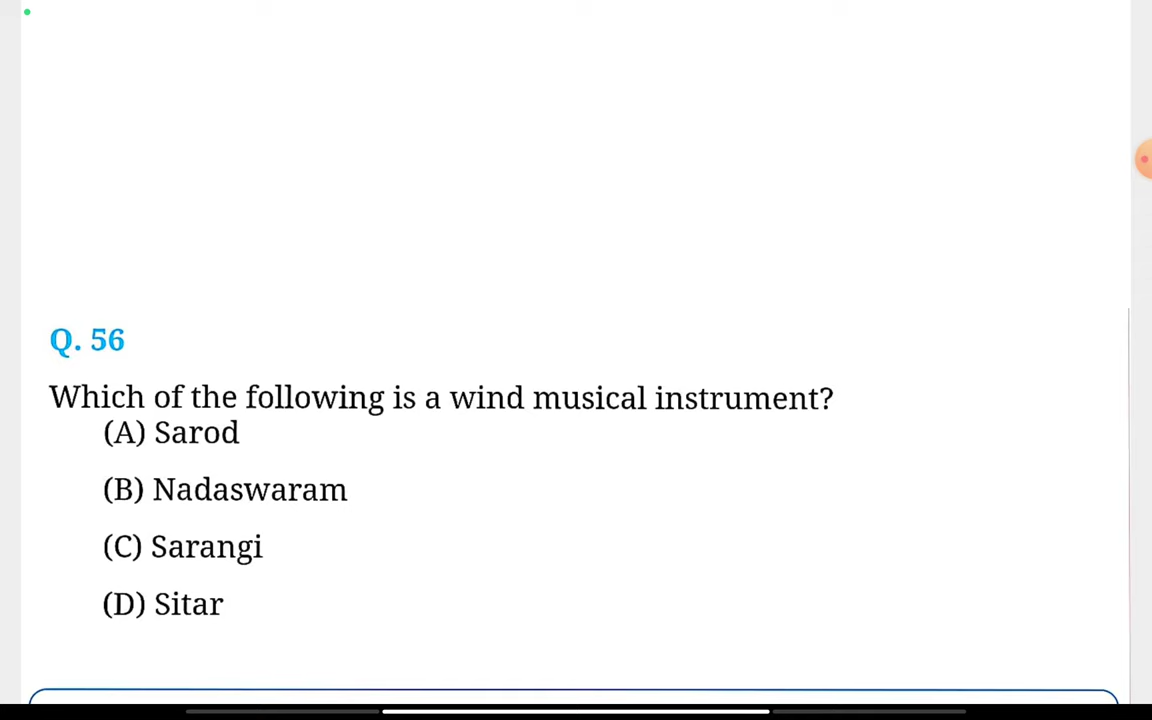 Q. 56
Which of the following is a wind musical instrument?
(A) Sarod
(B) Nadaswaram
(C) Sarangi
(D) Sitar